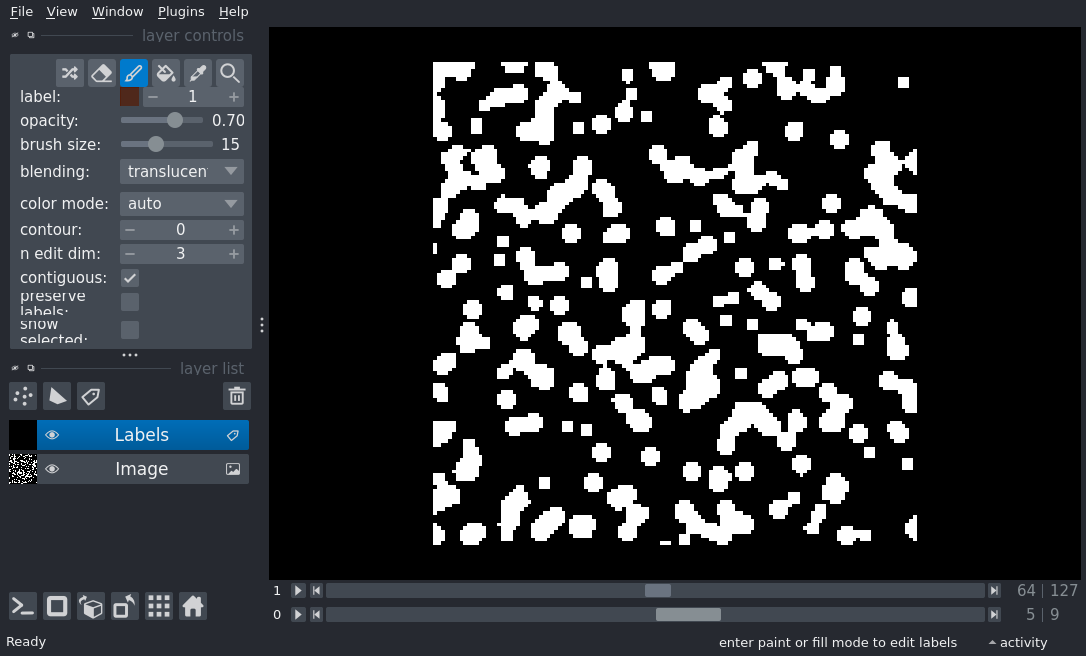 File View Window Plugins Help
layer controls
label: 1
opacity: 0.70
brush size: 15
blending: translucen
color mode: auto
contour: 0
n edit dim: 3
contiguous:
preserve
labels:
show
selected:
layer list
Labels
Image
1 64 | 127
0 5 | 9
Ready enter paint or fill mode to edit labels activity